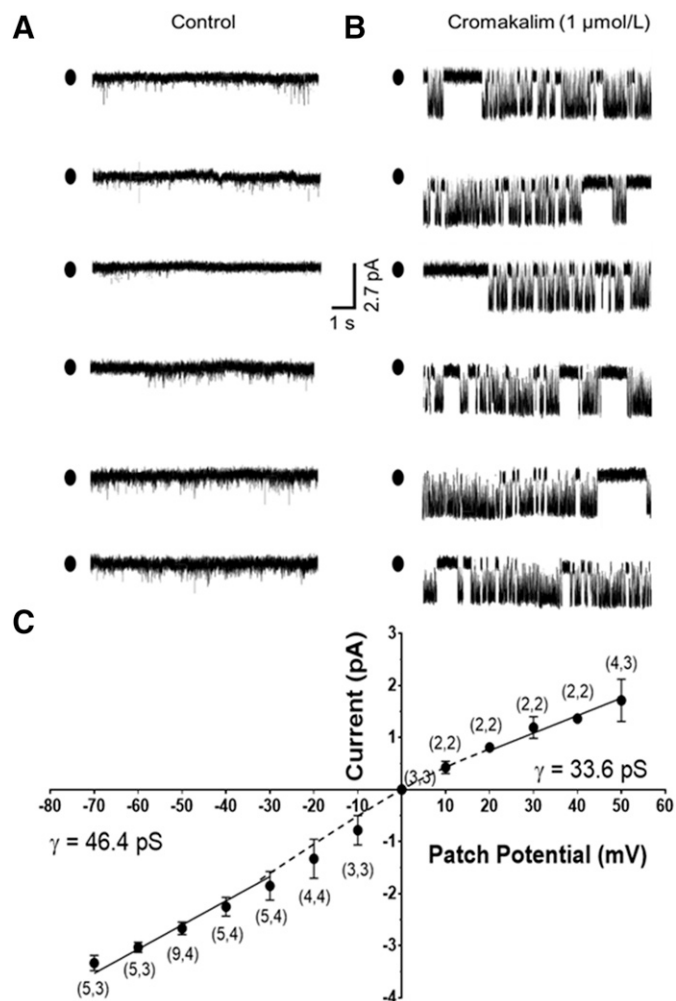 A Control B Cromakalim (1 µmol/L)
2.7 pA
1 s
C
Current (pA)
3
(4,3)
2
(2,2)
(2,2)
(2,2)
1
(2,2)
(3,3)
γ = 33.6 pS
-80 -70 -60 -50 -40 -30 -20 -10 0 10 20 30 40 50 60
γ = 46.4 pS
-1
Patch Potential (mV)
(3,3)
-2
(4,4)
(5,4)
(5,4)
(9,4)
-3
(5,3)
(5,3)
-4